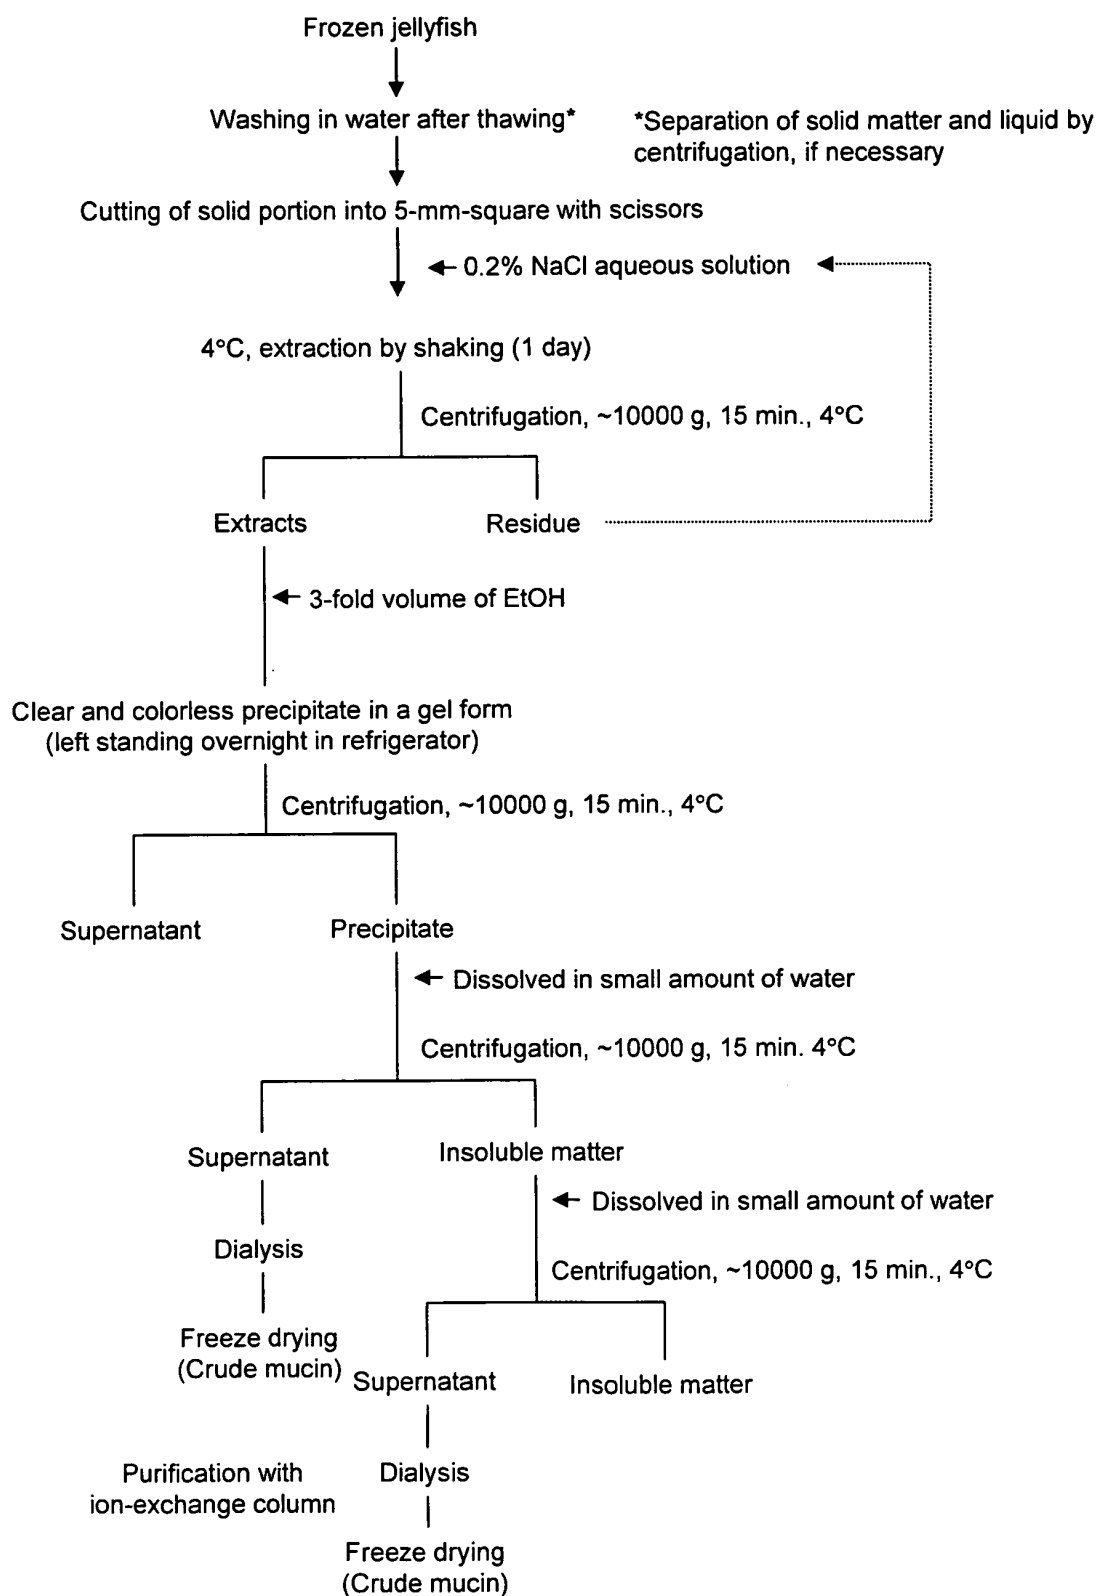 Frozen jellyfish
Washing in water after thawing*
*Separation of solid matter and liquid by
centrifugation, if necessary
Cutting of solid portion into 5-mm-square with scissors
0.2% NaCl aqueous solution
4°C, extraction by shaking (1 day)
Centrifugation, ~10000 g, 15 min., 4°C
Extracts
Residue
3-fold volume of EtOH
Clear and colorless precipitate in a gel form
(left standing overnight in refrigerator)
Centrifugation, ~10000 g, 15 min., 4°C
Supernatant
Precipitate
Dissolved in small amount of water
Centrifugation, ~10000 g, 15 min. 4°C
Supernatant
Insoluble matter
Dissolved in small amount of water
Dialysis
Centrifugation, ~10000 g, 15 min., 4°C
Freeze drying
(Crude mucin)
Supernatant
Insoluble matter
Purification with
ion-exchange column
Dialysis
Freeze drying
(Crude mucin)